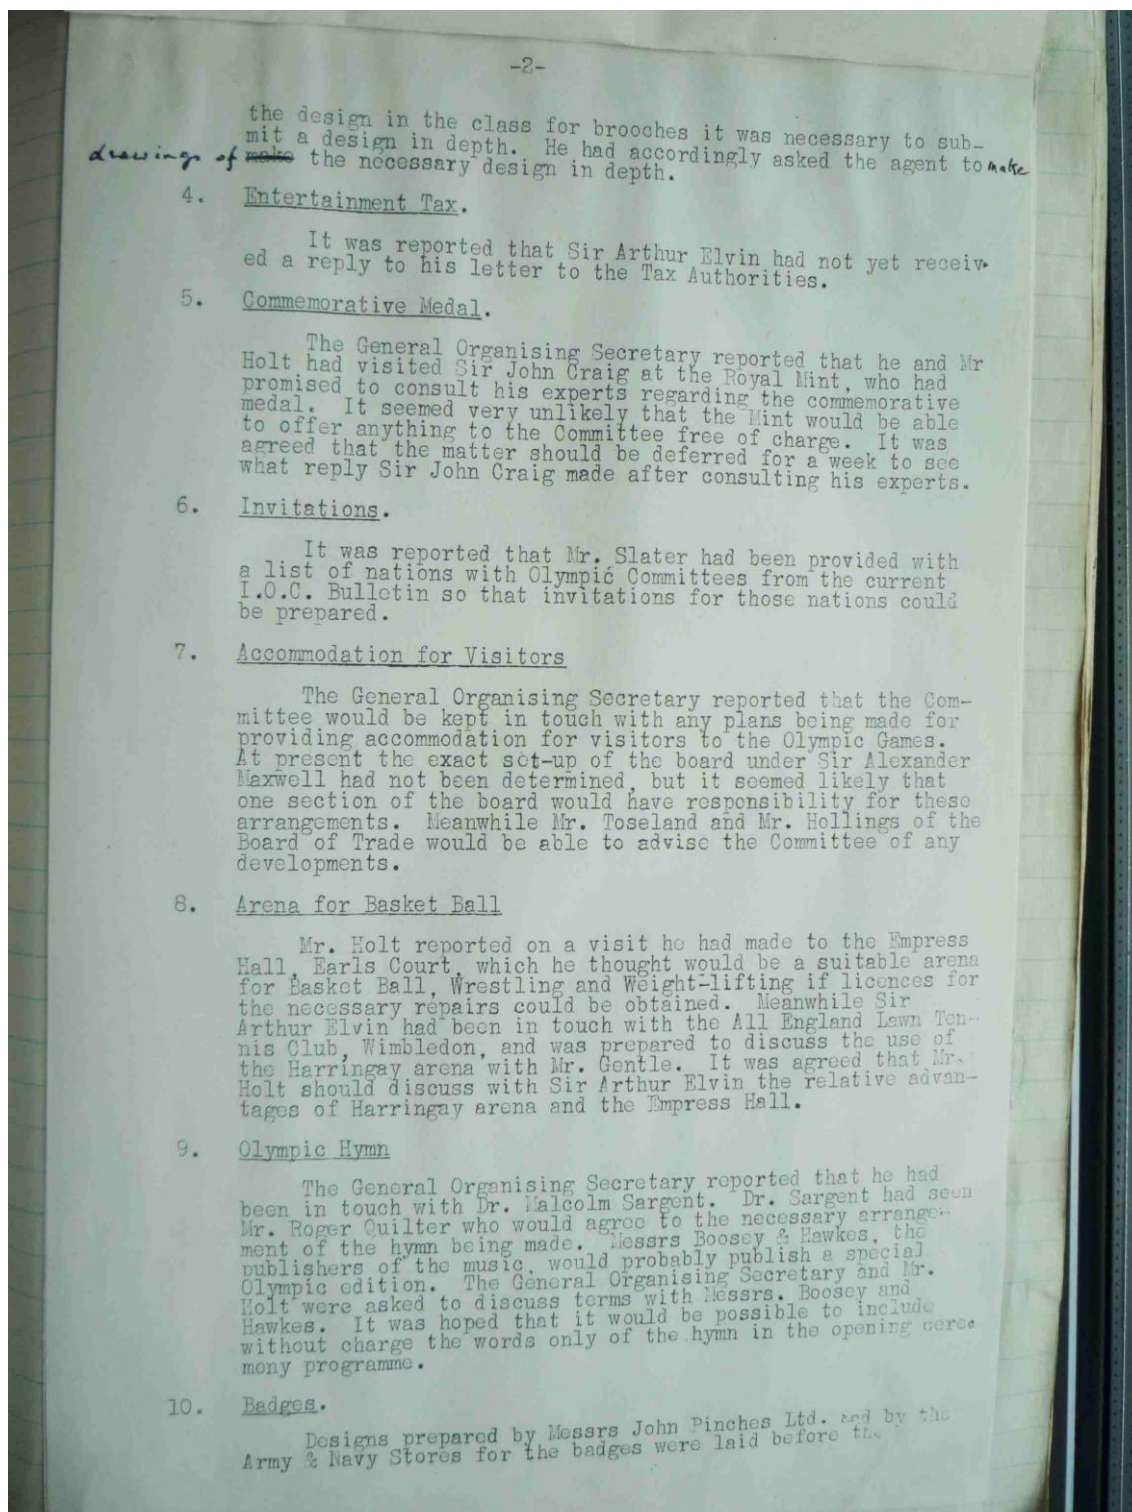 -2-
the design in the class for brooches it was necessary to sub-
mit a design in depth. He had accordingly asked the agent to make
drawings of make the necessary design in depth.
4. Entertainment Tax.
It was reported that Sir Arthur Elvin had not yet receiv-
ed a reply to his letter to the Tax Authorities.
5. Commemorative Medal.
The General Organising Secretary reported that he and Mr
Holt had visited Sir John Craig at the Royal Mint, who had
promised to consult his experts regarding the commemorative
medal. It seemed very unlikely that the Mint would be able
to offer anything to the Committee free of charge. It was
agreed that the matter should be deferred for a week to see
what reply Sir John Craig made after consulting his experts.
6. Invitations.
It was reported that Mr. Slater had been provided with
a list of nations with Olympic Committees from the current
I.O.C. Bulletin so that invitations for those nations could
be prepared.
7. Accommodation for Visitors
The General Organising Secretary reported that the Com-
mittee would be kept in touch with any plans being made for
providing accommodation for visitors to the Olympic Games.
At present the exact set-up of the board under Sir Alexander
Maxwell had not been determined, but it seemed likely that
one section of the board would have responsibility for these
arrangements. Meanwhile Mr. Toseland and Mr. Hollings of the
Board of Trade would be able to advise the Committee of any
developments.
8. Arena for Basket Ball
Mr. Holt reported on a visit he had made to the Empress
Hall, Earls Court, which he thought would be a suitable arena
for Basket Ball, Wrestling and Weight-lifting if licences for
the necessary repairs could be obtained. Meanwhile Sir
Arthur Elvin had been in touch with the All England Lawn Ten-
nis Club, Wimbledon, and was prepared to discuss the use of
the Harringay arena with Mr. Gentle. It was agreed that Mr.
Holt should discuss with Sir Arthur Elvin the relative advan-
tages of Harringay arena and the Empress Hall.
9. Olympic Hymn
The General Organising Secretary reported that he had
been in touch with Dr. Malcolm Sargent. Dr. Sargent had seen
Mr. Roger Quilter who would agree to the necessary arrange-
ment of the hymn being made. Messrs Boosey & Hawkes, the
publishers of the music, would probably publish a special
Olympic edition. The General Organising Secretary and Mr.
Holt were asked to discuss terms with Messrs. Boosey and
Hawkes. It was hoped that it would be possible to include
without charge the words only of the hymn in the opening cere
mony programme.
10. Badges.
Designs prepared by Messrs John Pinches Ltd. and by the
Army & Navy Stores for the badges were laid before the